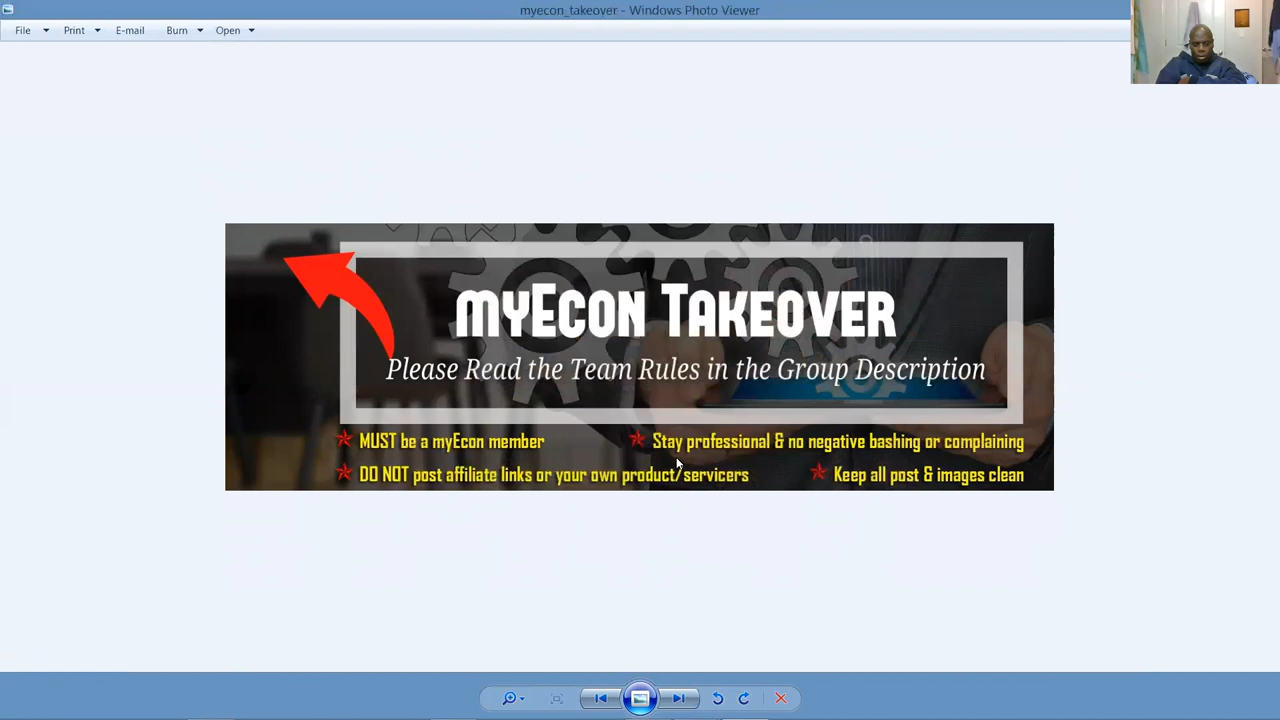 myecon_takeover - Windows Photo Viewer
File Print E-mail Burn Open
myEcon Takeover
Please Read the Team Rules in the Group Description
MUST be a myEcon member Stay professional & no negative bashing or complaining
DO NOT post affiliate links or your own product/servicers Keep all post & images clean